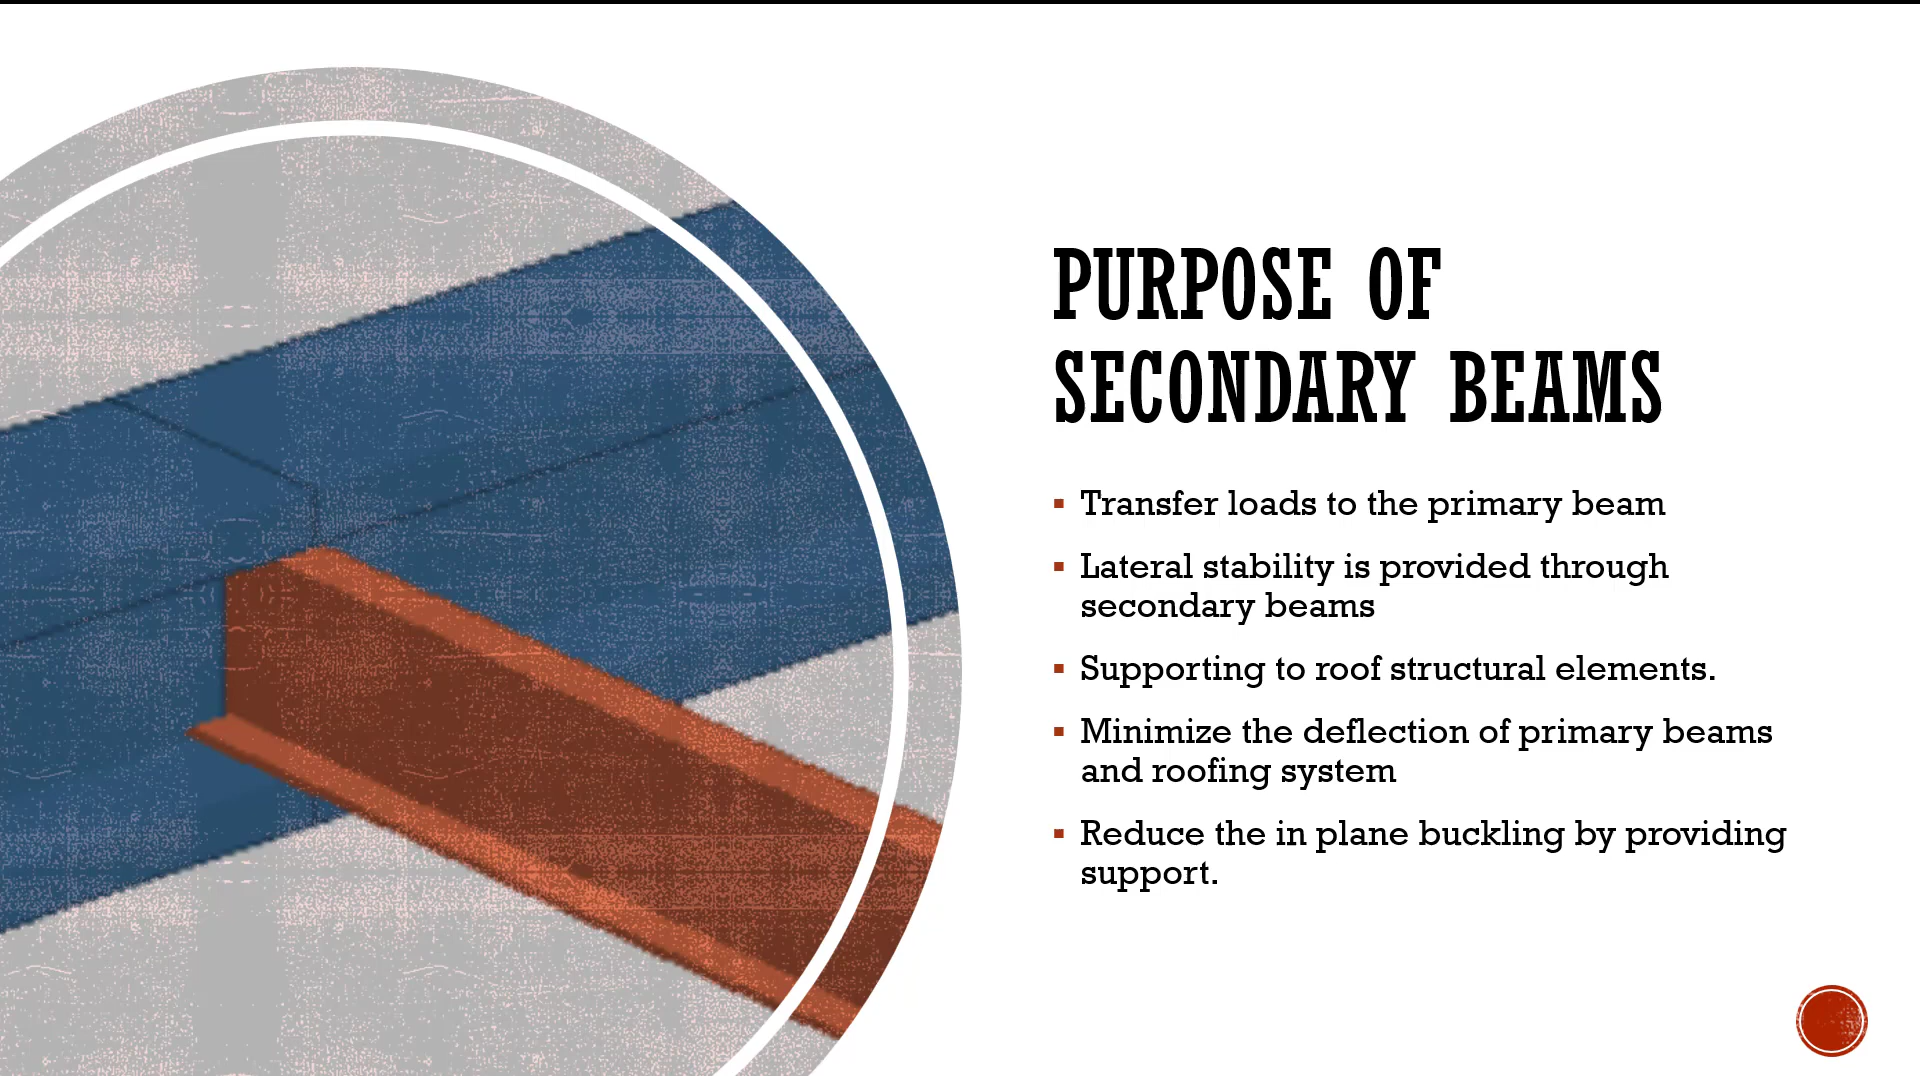 PURPOSE OF
SECONDARY BEAMS
▪ Transfer loads to the primary beam
▪ Lateral stability is provided through
secondary beams
▪ Supporting to roof structural elements.
▪ Minimize the deflection of primary beams
and roofing system
▪ Reduce the in plane buckling by providing
support.